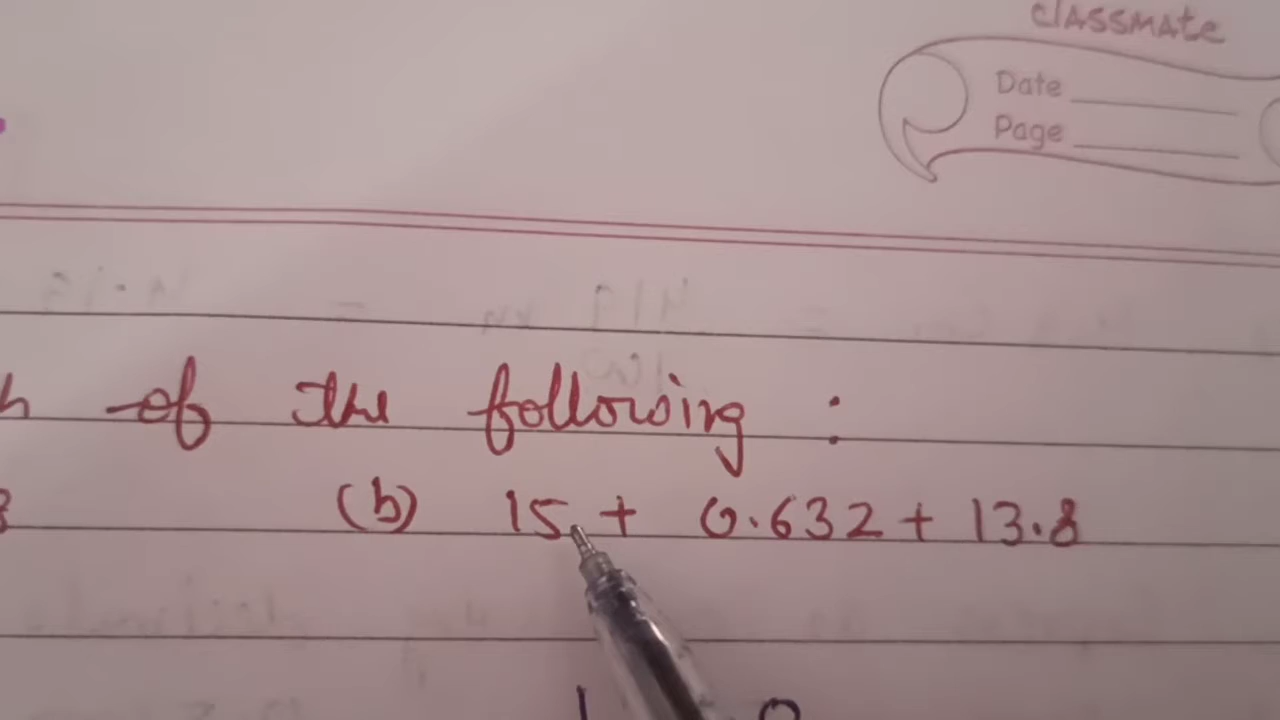 classmate
Date
Page
of the following :
(b) 15 + 0.632 + 13.8